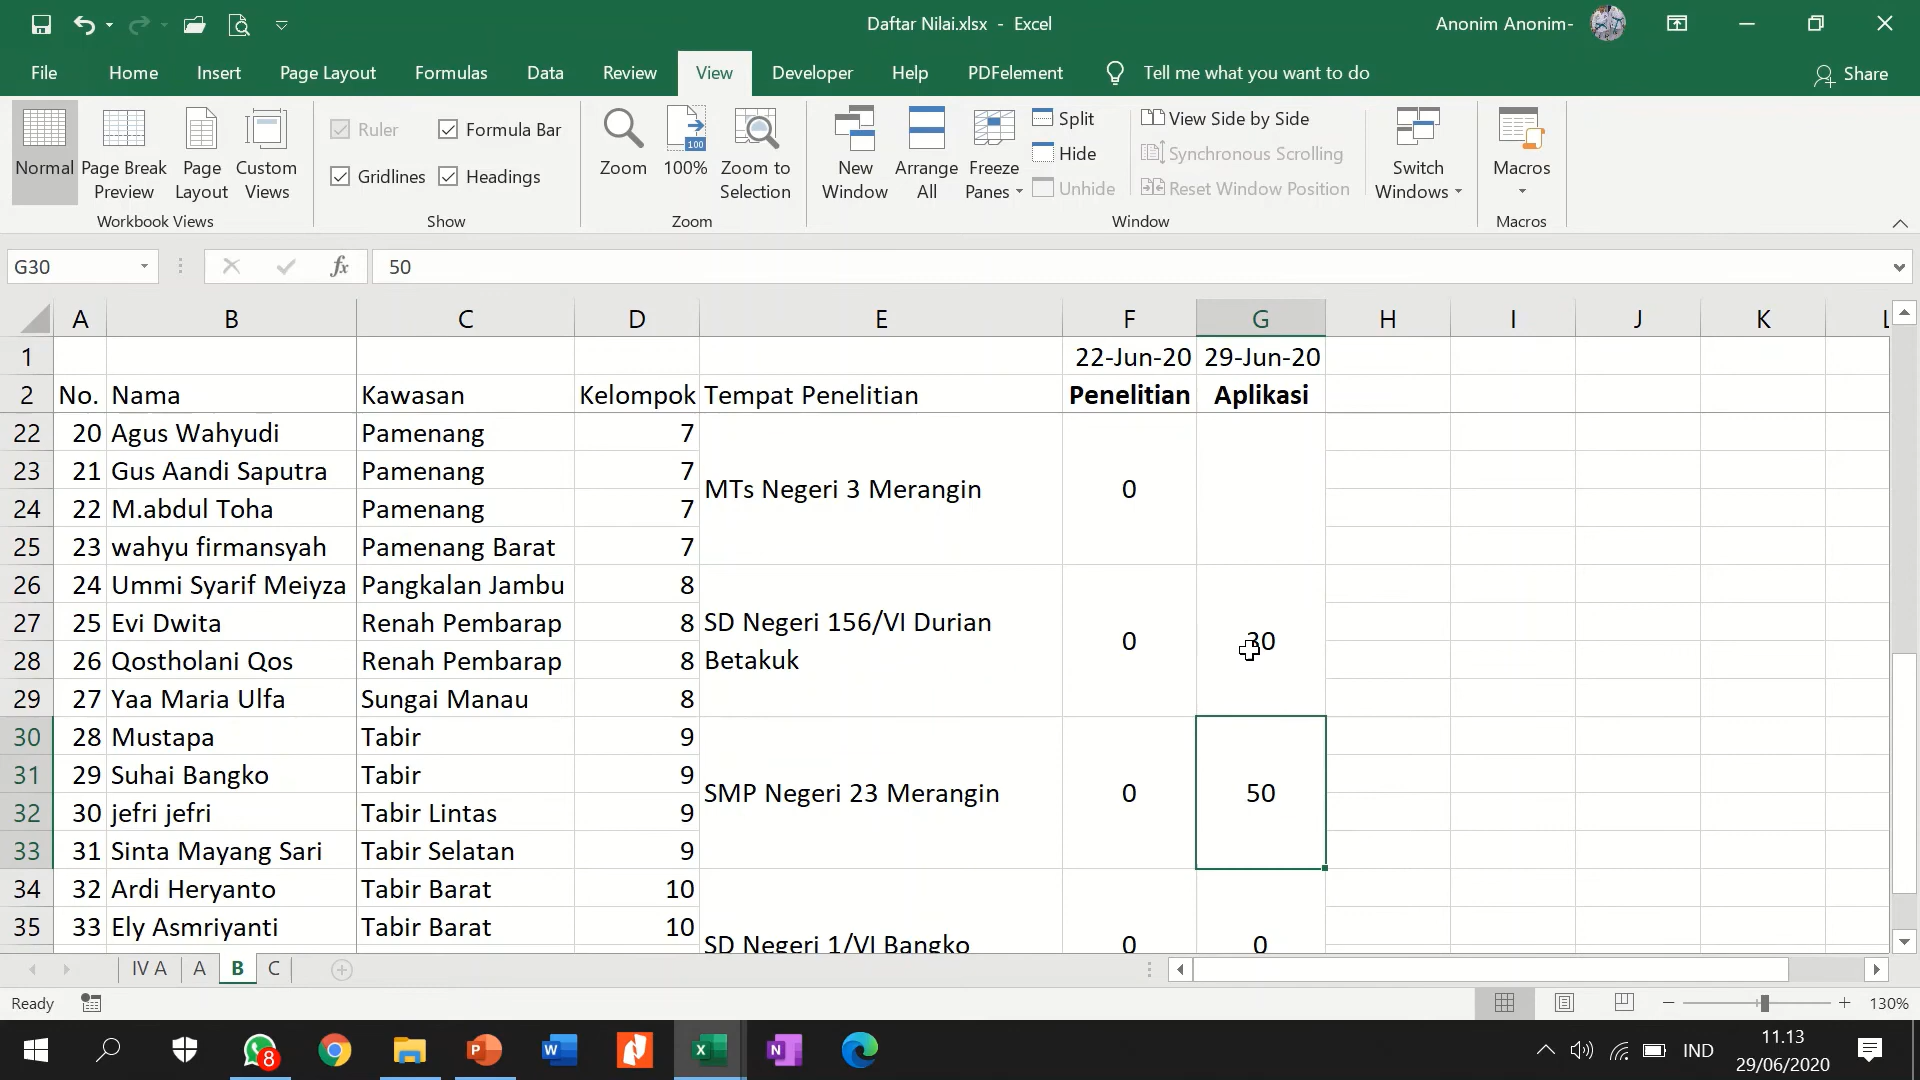 Daftar Nilai.xlsx - Excel
Anonim Anonim-
File Home Insert Page Layout Formulas Data Review View Developer Help PDFelement Tell me what you want to do Share
Normal Page Break Preview Page Layout Custom Views
Workbook Views
Ruler Formula Bar
Gridlines Headings
Show
Zoom 100% Zoom to Selection
100
Zoom
New Window Arrange All Freeze Panes
Split
Hide
Unhide
View Side by Side
Synchronous Scrolling
Reset Window Position
Window
Switch Windows
Macros
Macros
G30 fx 50
A B C D E F G H I J K L
1 22-Jun-20 29-Jun-20
2 No. Nama Kawasan Kelompok Tempat Penelitian Penelitian Aplikasi
22 20 Agus Wahyudi Pamenang 7
23 21 Gus Aandi Saputra Pamenang 7
MTs Negeri 3 Merangin 0
24 22 M.abdul Toha Pamenang 7
25 23 wahyu firmansyah Pamenang Barat 7
26 24 Ummi Syarif Meiyza Pangkalan Jambu 8
27 25 Evi Dwita Renah Pembarap 8
SD Negeri 156/VI Durian
Betakuk 0 30
28 26 Qostholani Qos Renah Pembarap 8
29 27 Yaa Maria Ulfa Sungai Manau 8
30 28 Mustapa Tabir 9
31 29 Suhai Bangko Tabir 9
SMP Negeri 23 Merangin 0 50
32 30 jefri jefri Tabir Lintas 9
33 31 Sinta Mayang Sari Tabir Selatan 9
34 32 Ardi Heryanto Tabir Barat 10
35 33 Ely Asmriyanti Tabir Barat 10
SD Negeri 1/VI Bangko 0 0
IV A A B C
Ready 130%
8
IND
11.13
29/06/2020